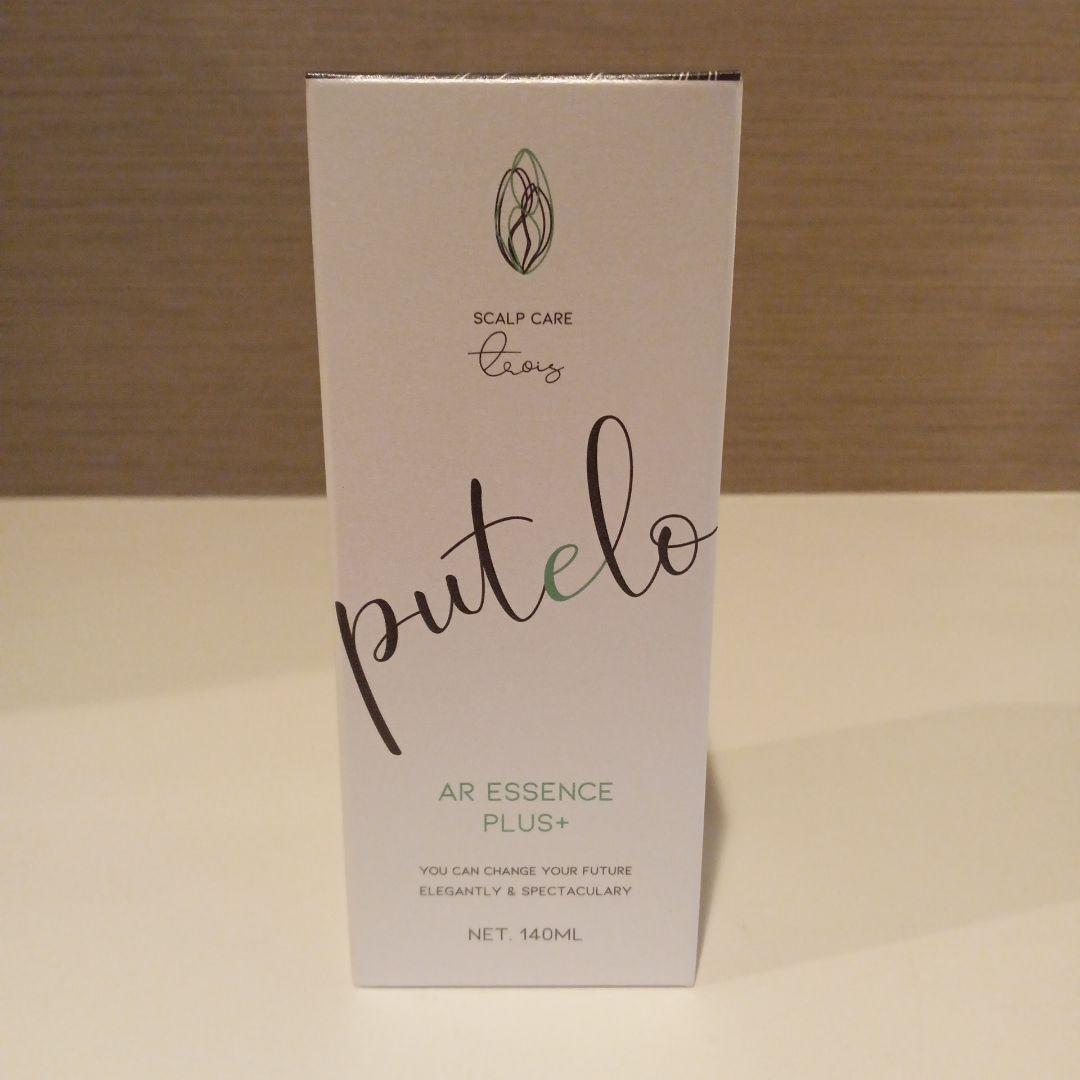 SCALP CARE
trois
putelo
AR ESSENCE
PLUS+
YOU CAN CHANGE YOUR FUTURE
ELEGANTLY & SPECTACULARY
NET. 140ML